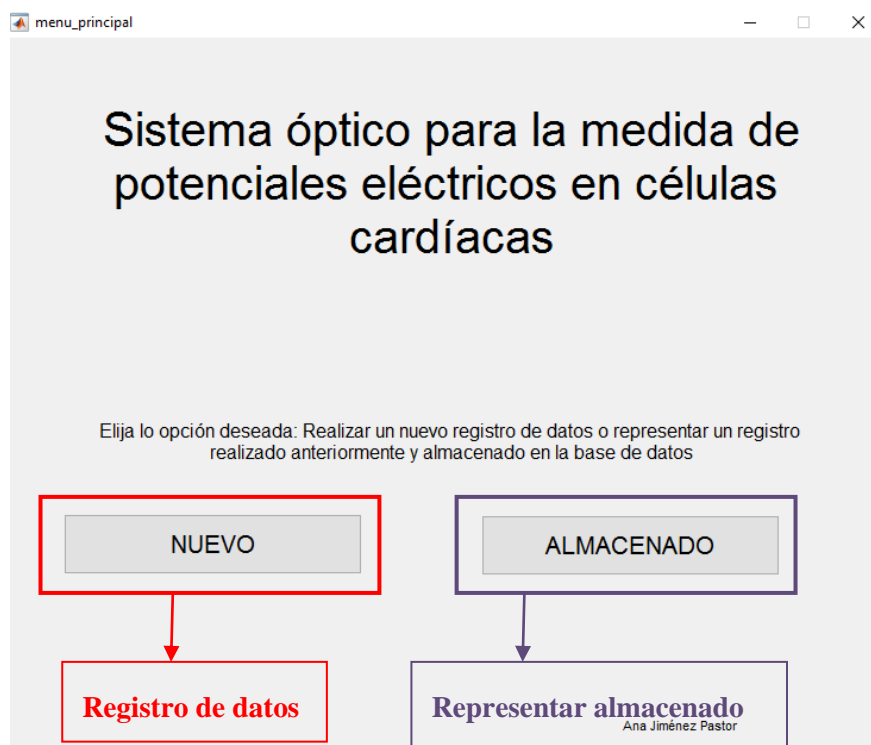 menu_principal
Sistema óptico para la medida de
potenciales eléctricos en células
cardíacas
Elija lo opción deseada: Realizar un nuevo registro de datos o representar un registro
realizado anteriormente y almacenado en la base de datos
NUEVO
ALMACENADO
Registro de datos
Representar almacenado
Ana Jiménez Pastor